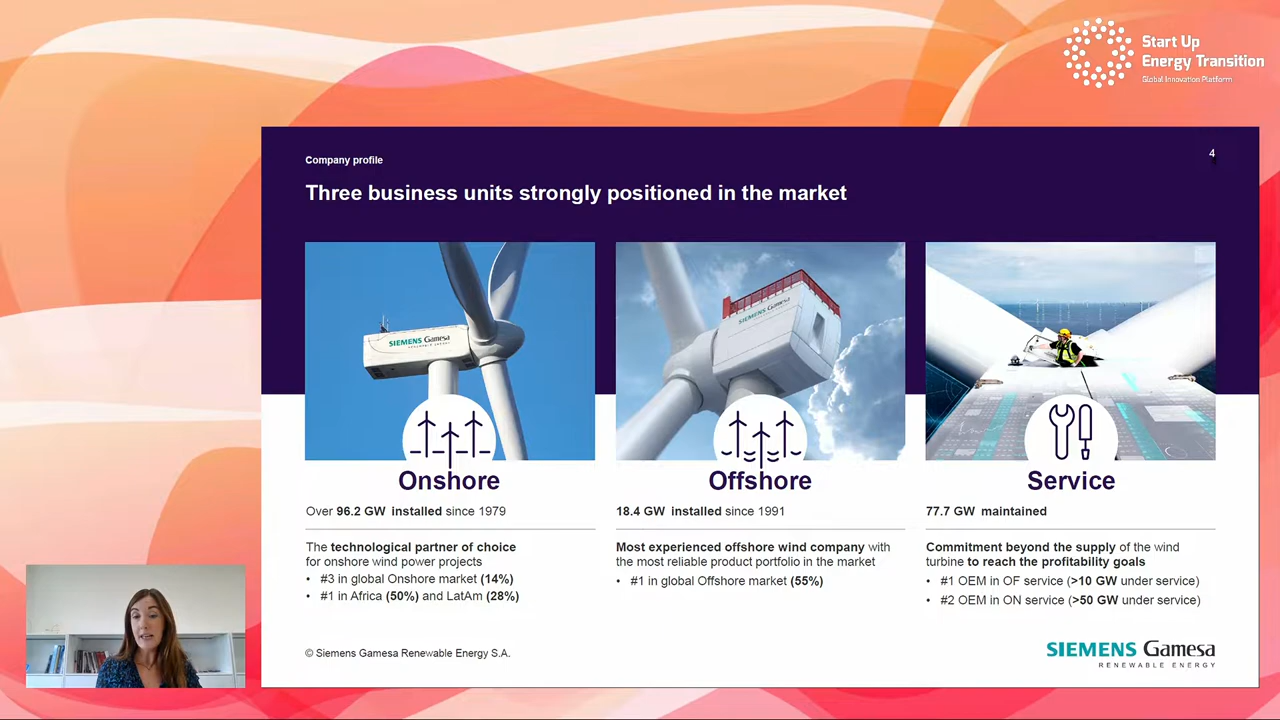 Start Up
Energy Transition
Global Innovation Platform
Company profile
4
Three business units strongly positioned in the market
SIEMENS Gamesa
RENEWABLE ENERGY
SIEMENS Gamesa
Onshore
Offshore
Service
Over 96.2 GW installed since 1979
18.4 GW installed since 1991
77.7 GW maintained
The technological partner of choice
for onshore wind power projects
• #3 in global Onshore market (14%)
• #1 in Africa (50%) and LatAm (28%)
Most experienced offshore wind company with
the most reliable product portfolio in the market
• #1 in global Offshore market (55%)
Commitment beyond the supply of the wind
turbine to reach the profitability goals
• #1 OEM in OF service (>10 GW under service)
• #2 OEM in ON service (>50 GW under service)
© Siemens Gamesa Renewable Energy S.A.
SIEMENS Gamesa
RENEWABLE ENERGY